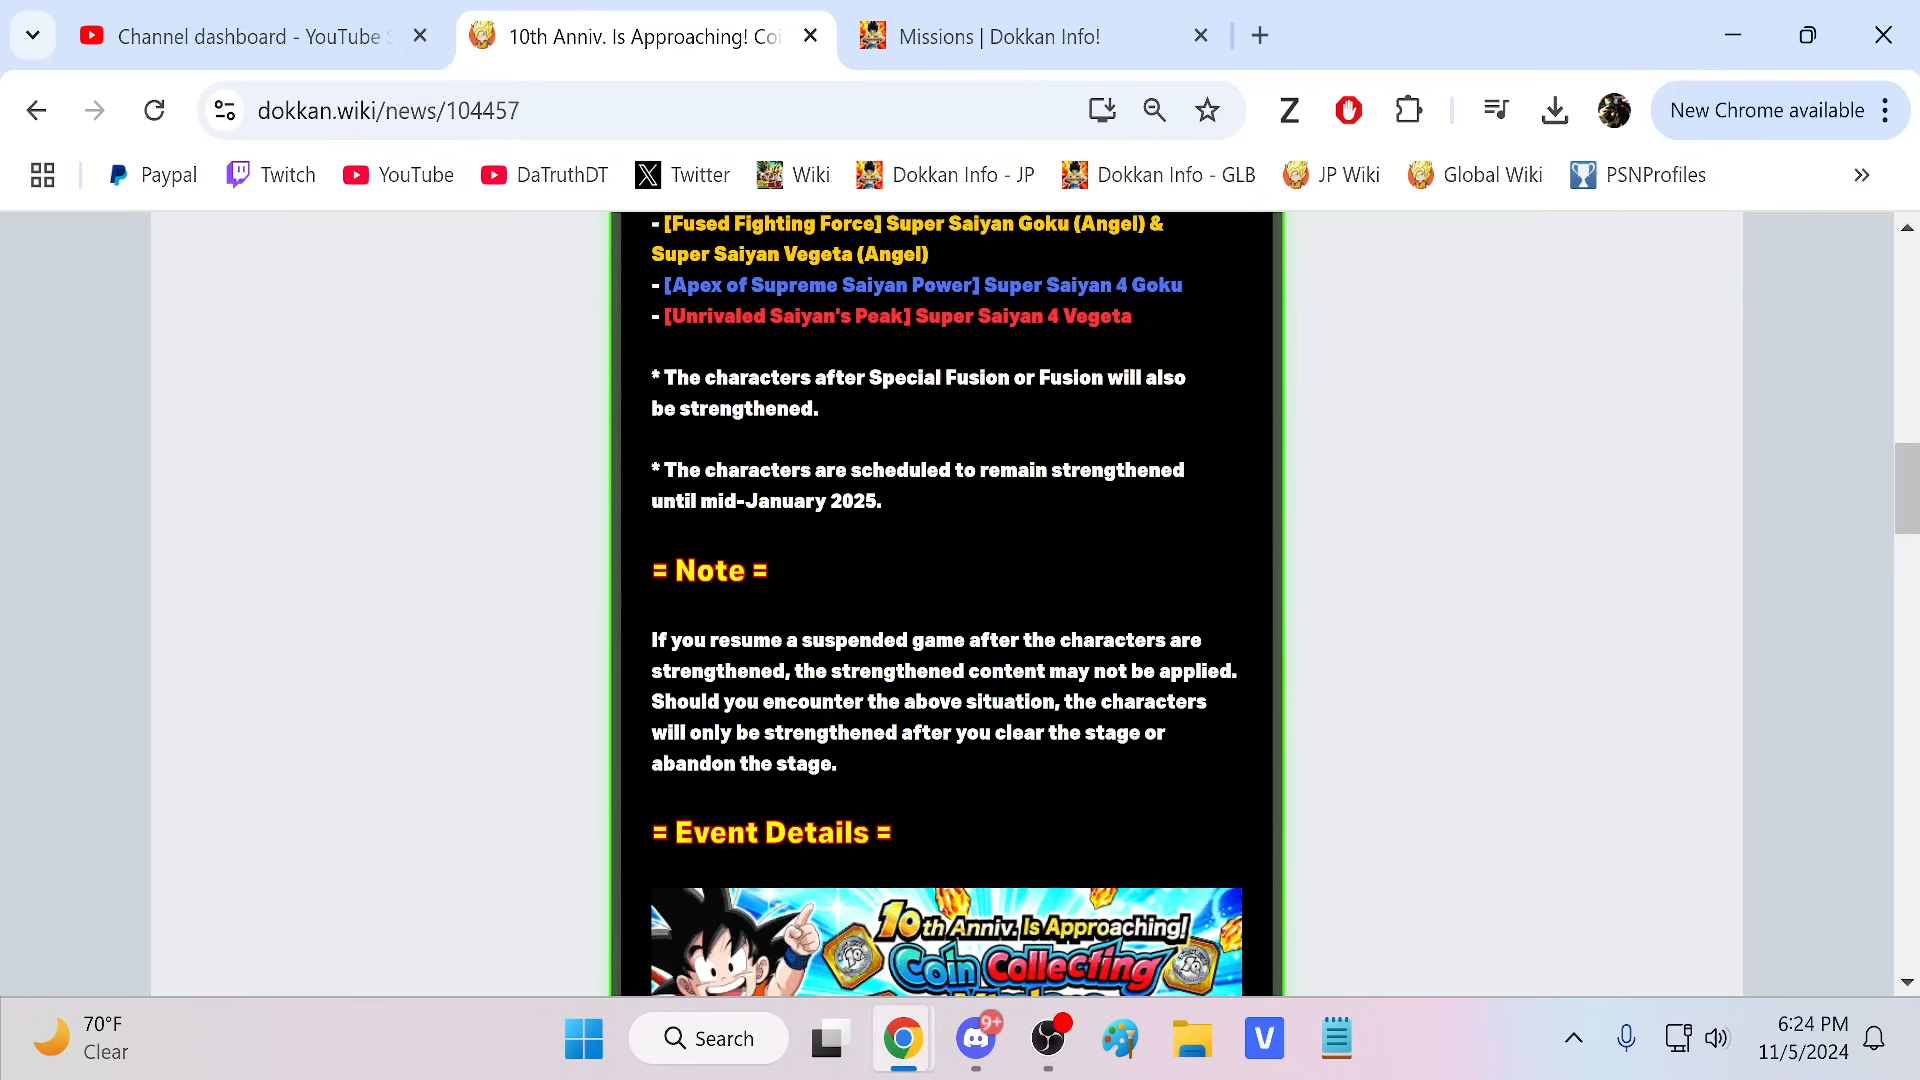 Channel dashboard - YouTube S
10th Anniv. Is Approaching! Coi
Missions | Dokkan Info!
dokkan.wiki/news/104457
Z
New Chrome available
Paypal
Twitch
YouTube
DaTruthDT
Twitter
Wiki
Dokkan Info - JP
Dokkan Info - GLB
JP Wiki
Global Wiki
PSNProfiles
- [Fused Fighting Force] Super Saiyan Goku (Angel) &
Super Saiyan Vegeta (Angel)
- [Apex of Supreme Saiyan Power] Super Saiyan 4 Goku
- [Unrivaled Saiyan's Peak] Super Saiyan 4 Vegeta
* The characters after Special Fusion or Fusion will also
be strengthened.
* The characters are scheduled to remain strengthened
until mid-January 2025.
= Note =
If you resume a suspended game after the characters are
strengthened, the strengthened content may not be applied.
Should you encounter the above situation, the characters
will only be strengthened after you clear the stage or
abandon the stage.
= Event Details =
10th Anniv. Is Approaching!
Coin Collecting
70°F
Clear
Search
9+
V
6:24 PM
11/5/2024